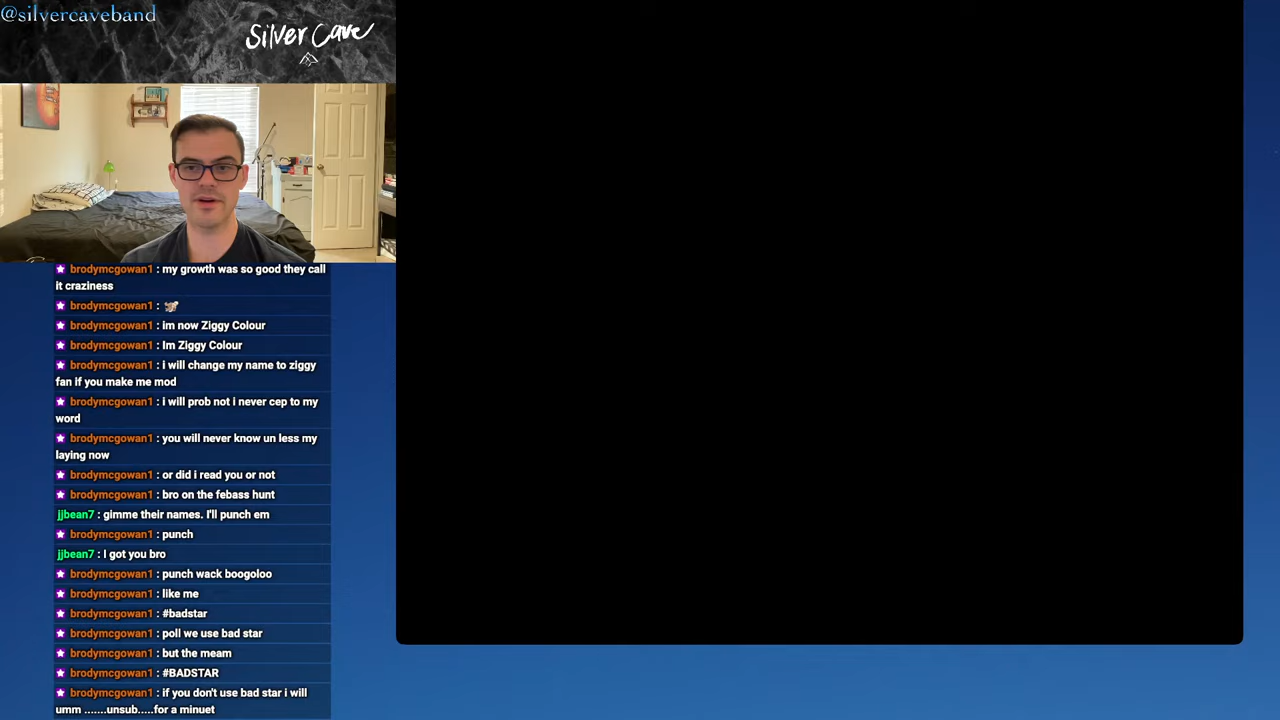 @silvercaveband
Silver Cave
brodymcgowan1 : my growth was so good they call
it craziness
brodymcgowan1 :
brodymcgowan1 : im now Ziggy Colour
brodymcgowan1 : Im Ziggy Colour
brodymcgowan1 : i will change my name to ziggy
fan if you make me mod
brodymcgowan1 : i will prob not i never cep to my
word
brodymcgowan1 : you will never know un less my
laying now
brodymcgowan1 : or did i read you or not
brodymcgowan1 : bro on the febass hunt
jjbean7 : gimme their names. I'll punch em
brodymcgowan1 : punch
jjbean7 : I got you bro
brodymcgowan1 : punch wack boogoloo
brodymcgowan1 : like me
brodymcgowan1 : #badstar
brodymcgowan1 : poll we use bad star
brodymcgowan1 : but the meam
brodymcgowan1 : #BADSTAR
brodymcgowan1 : if you don't use bad star i will
umm .......unsub.....for a minuet